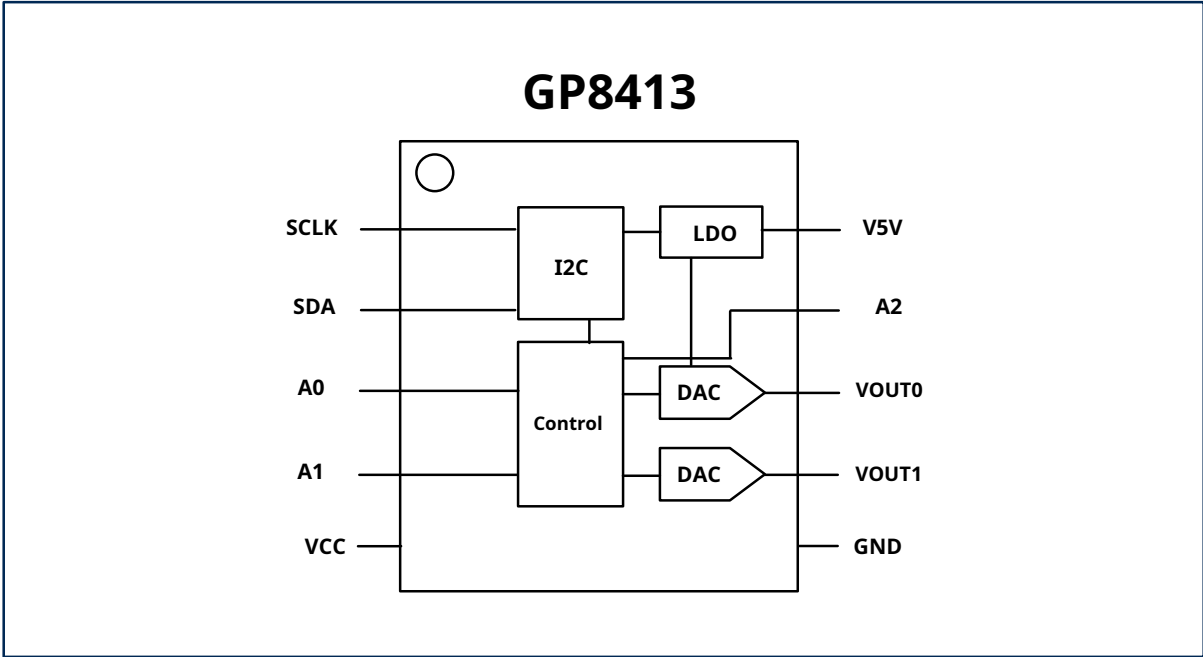 GP8413
SCLK
I2C
LDO
V5V
SDA
A2
A0
DAC
VOUT0
Control
A1
DAC
VOUT1
VCC
GND